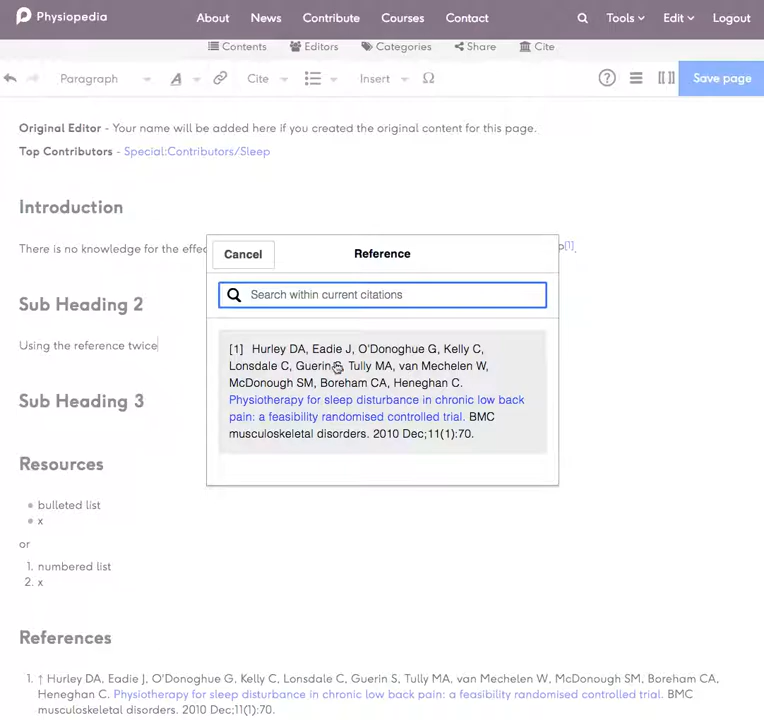 Physiopedia
About News Contribute Courses Contact
Tools Edit Logout
Contents Editors Categories Share Cite
Paragraph A Cite Insert Ω ? Save page
Original Editor - Your name will be added here if you created the original content for this page.
Top Contributors - Special:Contributors/Sleep
Introduction
There is no knowledge for the p[1].
Sub Heading 2
Using the reference twice
Sub Heading 3
Cancel Reference
Search within current citations
[1] Hurley DA, Eadie J, O'Donoghue G, Kelly C,
Lonsdale C, Guerin S, Tully MA, van Mechelen W,
McDonough SM, Boreham CA, Heneghan C.
Physiotherapy for sleep disturbance in chronic low back
pain: a feasibility randomised controlled trial. BMC
musculoskeletal disorders. 2010 Dec;11(1):70.
Resources
bulleted list
x
or
1. numbered list
2. x
References
1. ↑ Hurley DA, Eadie J, O'Donoghue G, Kelly C, Lonsdale C, Guerin S, Tully MA, van Mechelen W, McDonough SM, Boreham CA,
Heneghan C. Physiotherapy for sleep disturbance in chronic low back pain: a feasibility randomised controlled trial. BMC
musculoskeletal disorders. 2010 Dec;11(1):70.